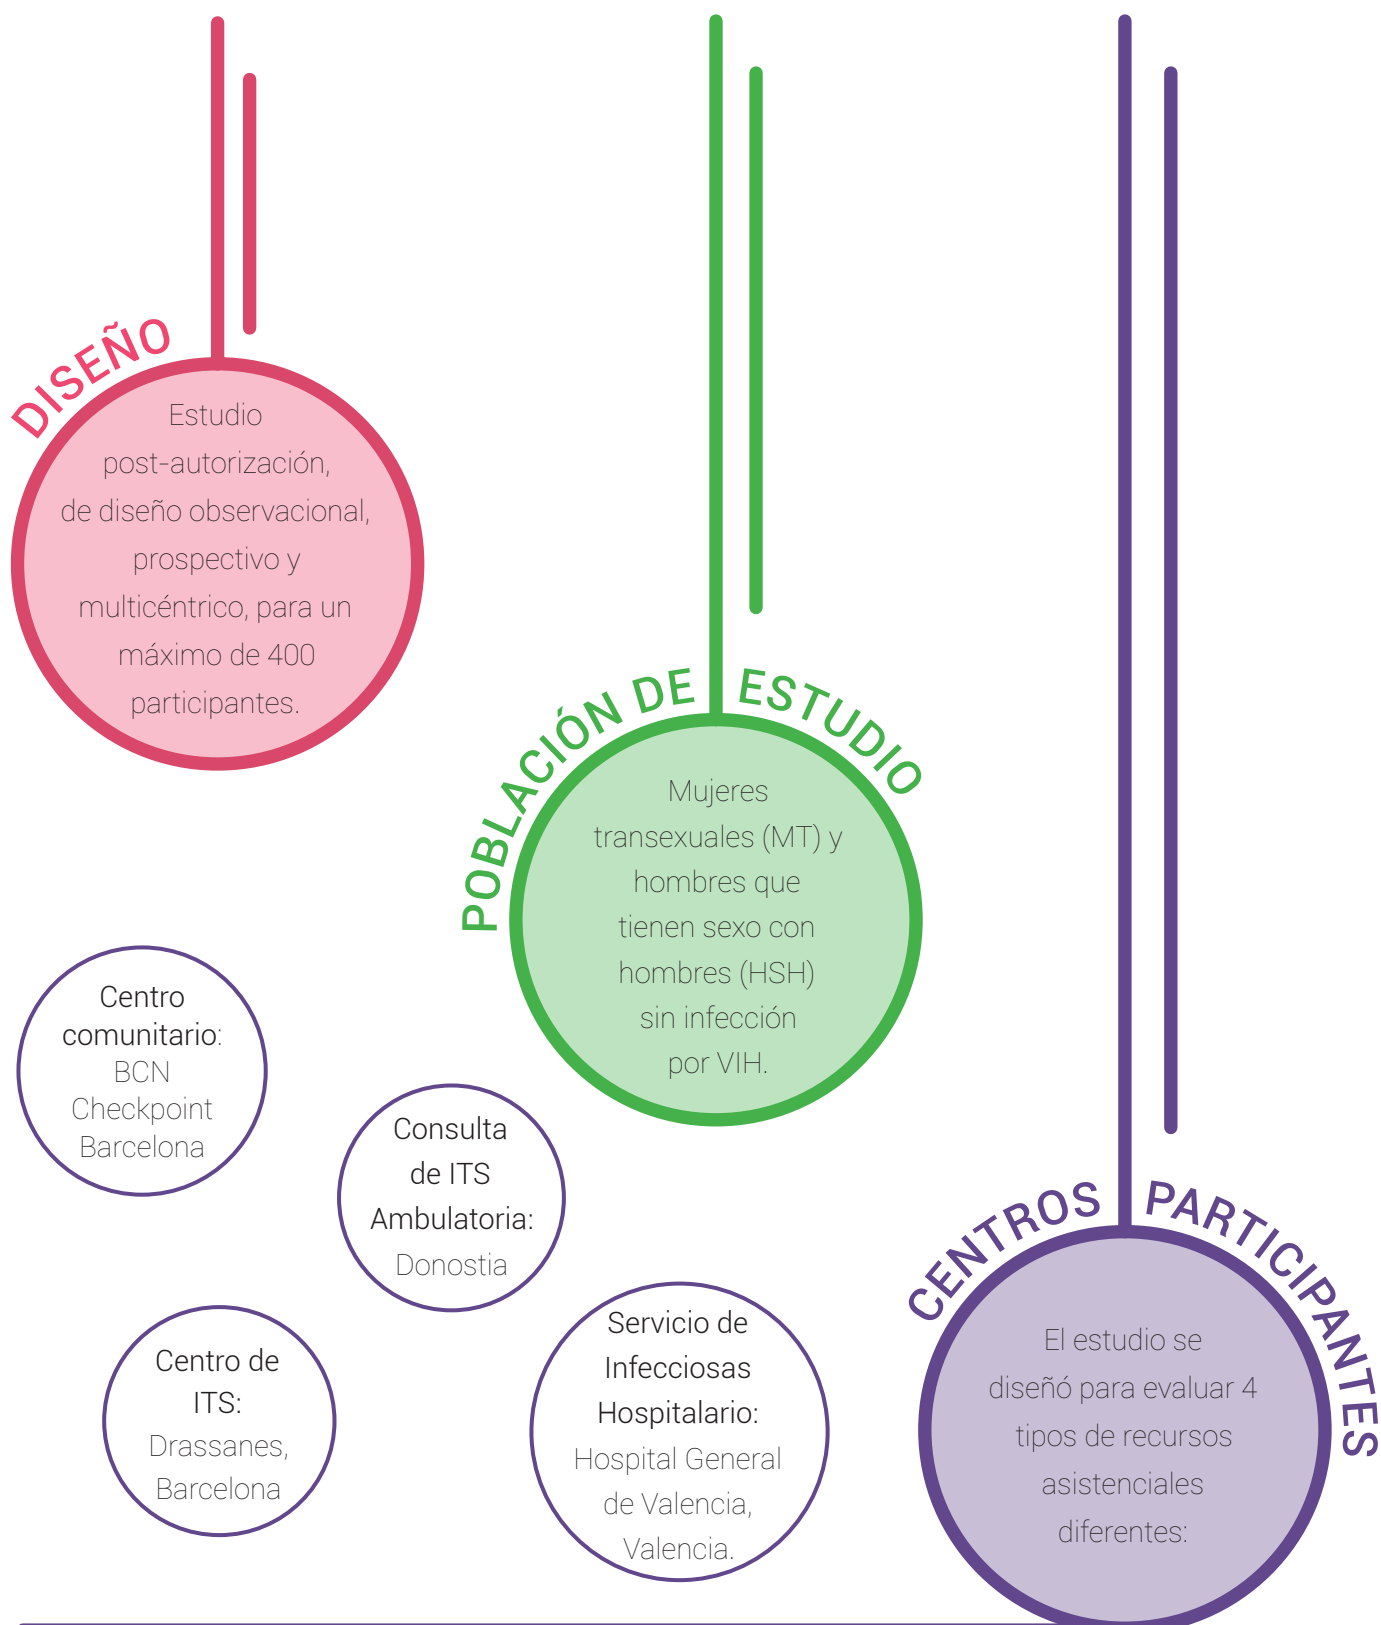 DISEÑO
Estudio
post-autorización,
de diseño observacional,
prospectivo y
multicéntrico, para un
máximo de 400
participantes.
POBLACIÓN DE ESTUDIO
Mujeres
transexuales (MT) y
hombres que
tienen sexo con
hombres (HSH)
sin infección
por VIH.
CENTROS PARTICIPANTES
El estudio se
diseñó para evaluar 4
tipos de recursos
asistenciales
diferentes:
Centro
comunitario:
BCN
Checkpoint
Barcelona
Consulta
de ITS
Ambulatoria:
Donostia
Centro de
ITS:
Drassanes,
Barcelona
Servicio de
Infecciosas
Hospitalario:
Hospital General
de Valencia,
Valencia.